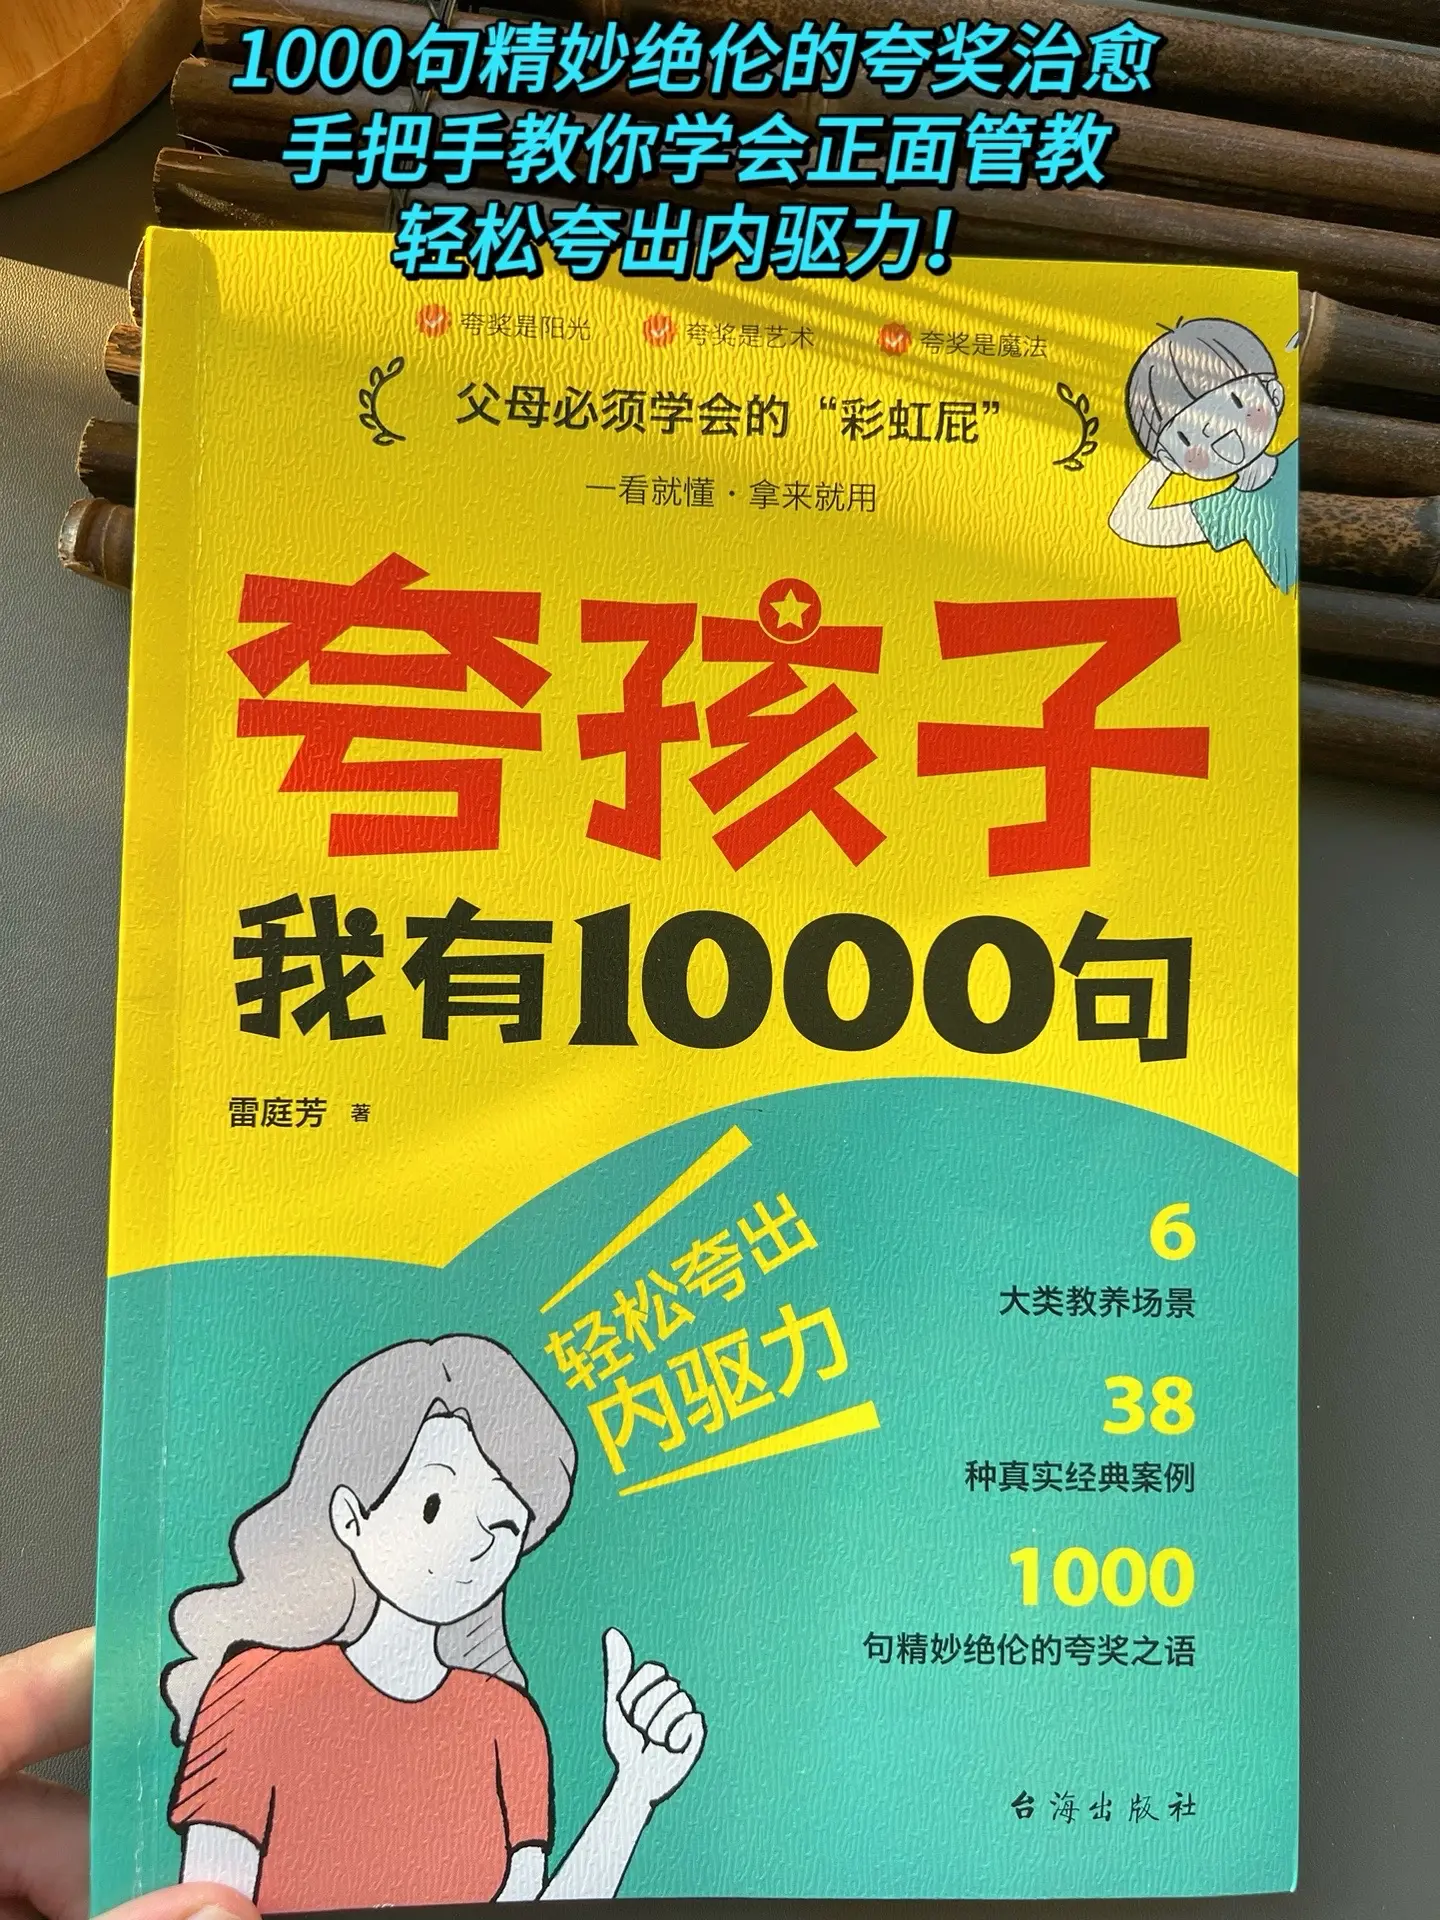 1000句精妙绝伦的夸奖治愈
手把手教你学会正面管教
轻松夸出内驱力！
夸奖是阳光 夸奖是艺术 夸奖是魔法
父母必须学会的“彩虹屁”
一看就懂·拿来就用
夸孩子
我有1000句
雷庭芳 著
轻松夸出
内驱力
6
大类教养场景
38
种真实经典案例
1000
句精妙绝伦的夸奖之语
台海出版社